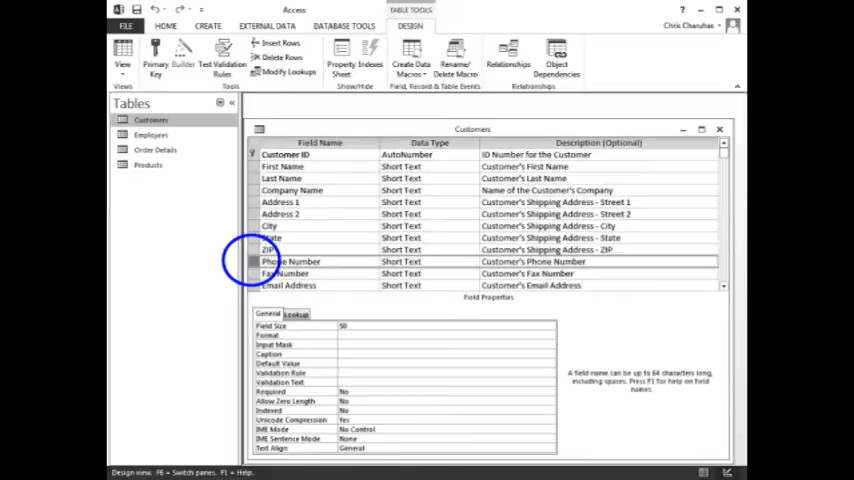 Access
TABLE TOOLS
? 
FILE HOME CREATE EXTERNAL DATA DATABASE TOOLS DESIGN
Chris Charuhas
View
Primary Key
Builder
Test Validation Rules
Insert Rows
Delete Rows
Modify Lookups
Property Sheet
Indexes
Create Data Macros
Rename/ Delete Macro
Relationships
Object Dependencies
Views Tools Show/Hide Field, Record & Table Events Relationships
Tables
Customers
Employees
Order Details
Products
Customers
Field Name Data Type Description (Optional)
Customer ID AutoNumber ID Number for the Customer
First Name Short Text Customer's First Name
Last Name Short Text Customer's Last Name
Company Name Short Text Name of the Customer's Company
Address 1 Short Text Customer's Shipping Address - Street 1
Address 2 Short Text Customer's Shipping Address - Street 2
City Short Text Customer's Shipping Address - City
State Short Text Customer's Shipping Address - State
ZIP Short Text Customer's Shipping Address - ZIP
Phone Number Short Text Customer's Phone Number
Fax Number Short Text Customer's Fax Number
Email Address Short Text Customer's Email Address
Field Properties
General Lookup
Field Size 50
Format
Input Mask
Caption
Default Value
Validation Rule
Validation Text
Required No
Allow Zero Length No
Indexed No
Unicode Compression Yes
IME Mode No Control
IME Sentence Mode None
Text Align General
A field name can be up to 64 characters long,
including spaces. Press F1 for help on field
names.
Design view. F6 = Switch panes. F1 = Help.